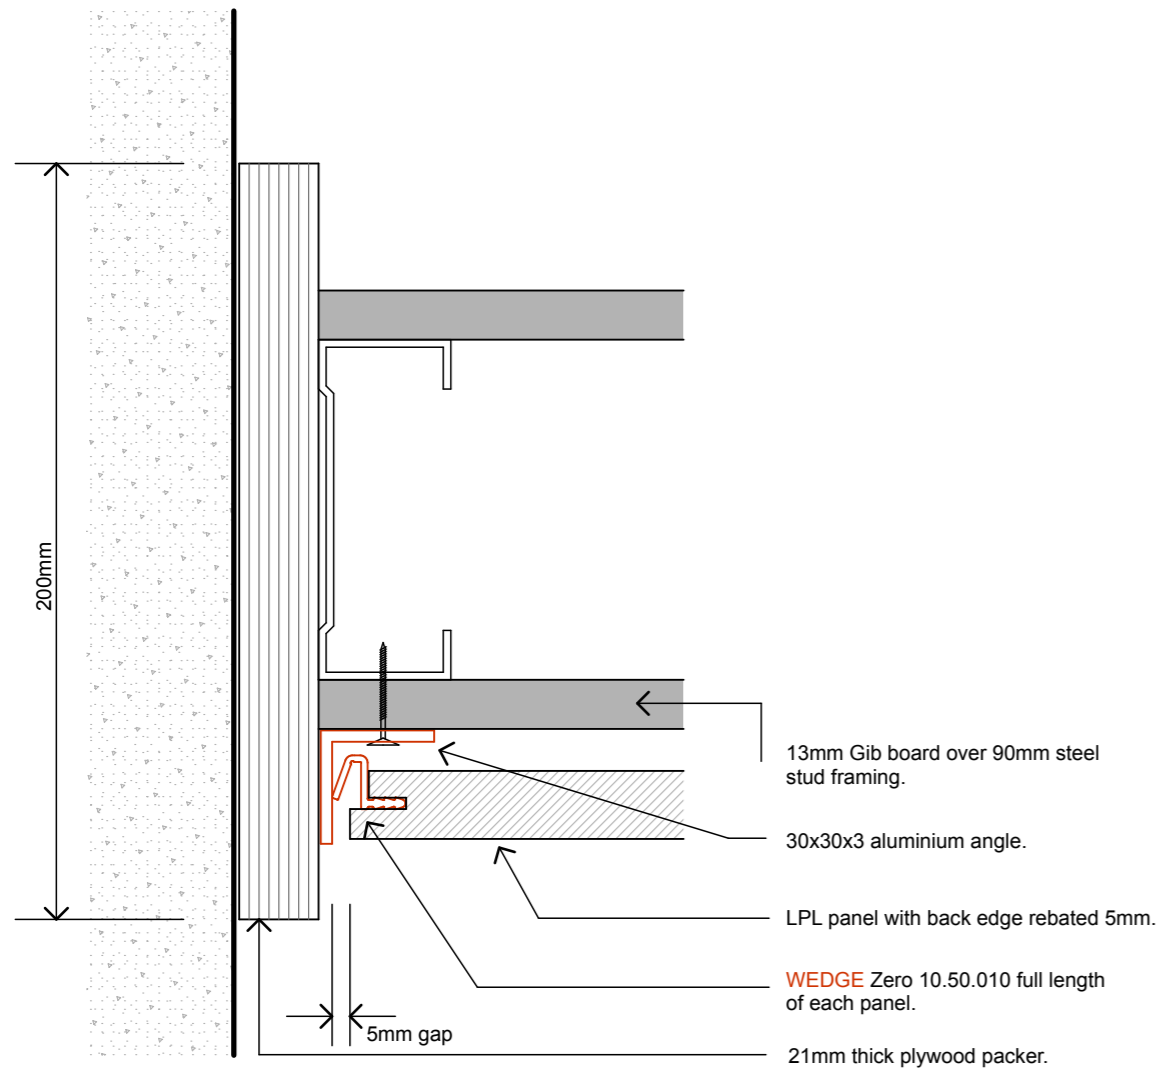 200mm
13mm Gib board over 90mm steel
stud framing.
30x30x3 aluminium angle.
LPL panel with back edge rebated 5mm.
WEDGE Zero 10.50.010 full length
of each panel.
5mm gap
21mm thick plywood packer.